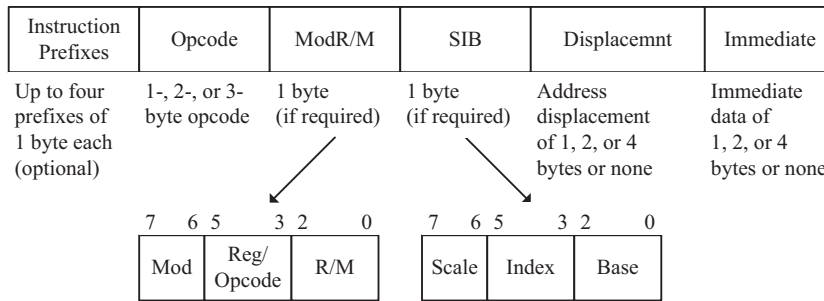 Instruction Prefixes Opcode ModR/M SIB Displacemnt Immediate
Up to four 1-, 2-, or 3- 1 byte 1 byte Address Immediate
prefixes of byte opcode (if required) (if required) displacement data of
1 byte each of 1, 2, or 4 1, 2, or 4
(optional) bytes or none bytes or none
7 6 5 3 2 0 7 6 5 3 2 0
Mod Reg/ Opcode R/M Scale Index Base